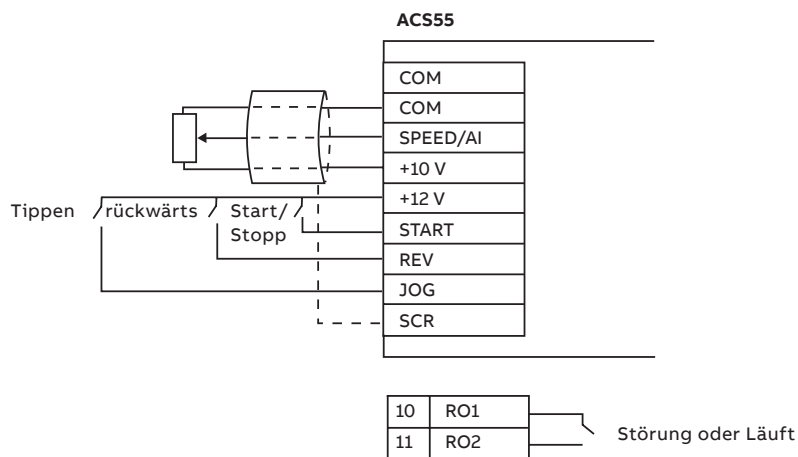 ACS55
COM
COM
SPEED/AI
+10 V
+12 V
START
REV
JOG
SCR
Tippen rückwärts Start/
Stopp
10 RO1
11 RO2
Störung oder Läuft